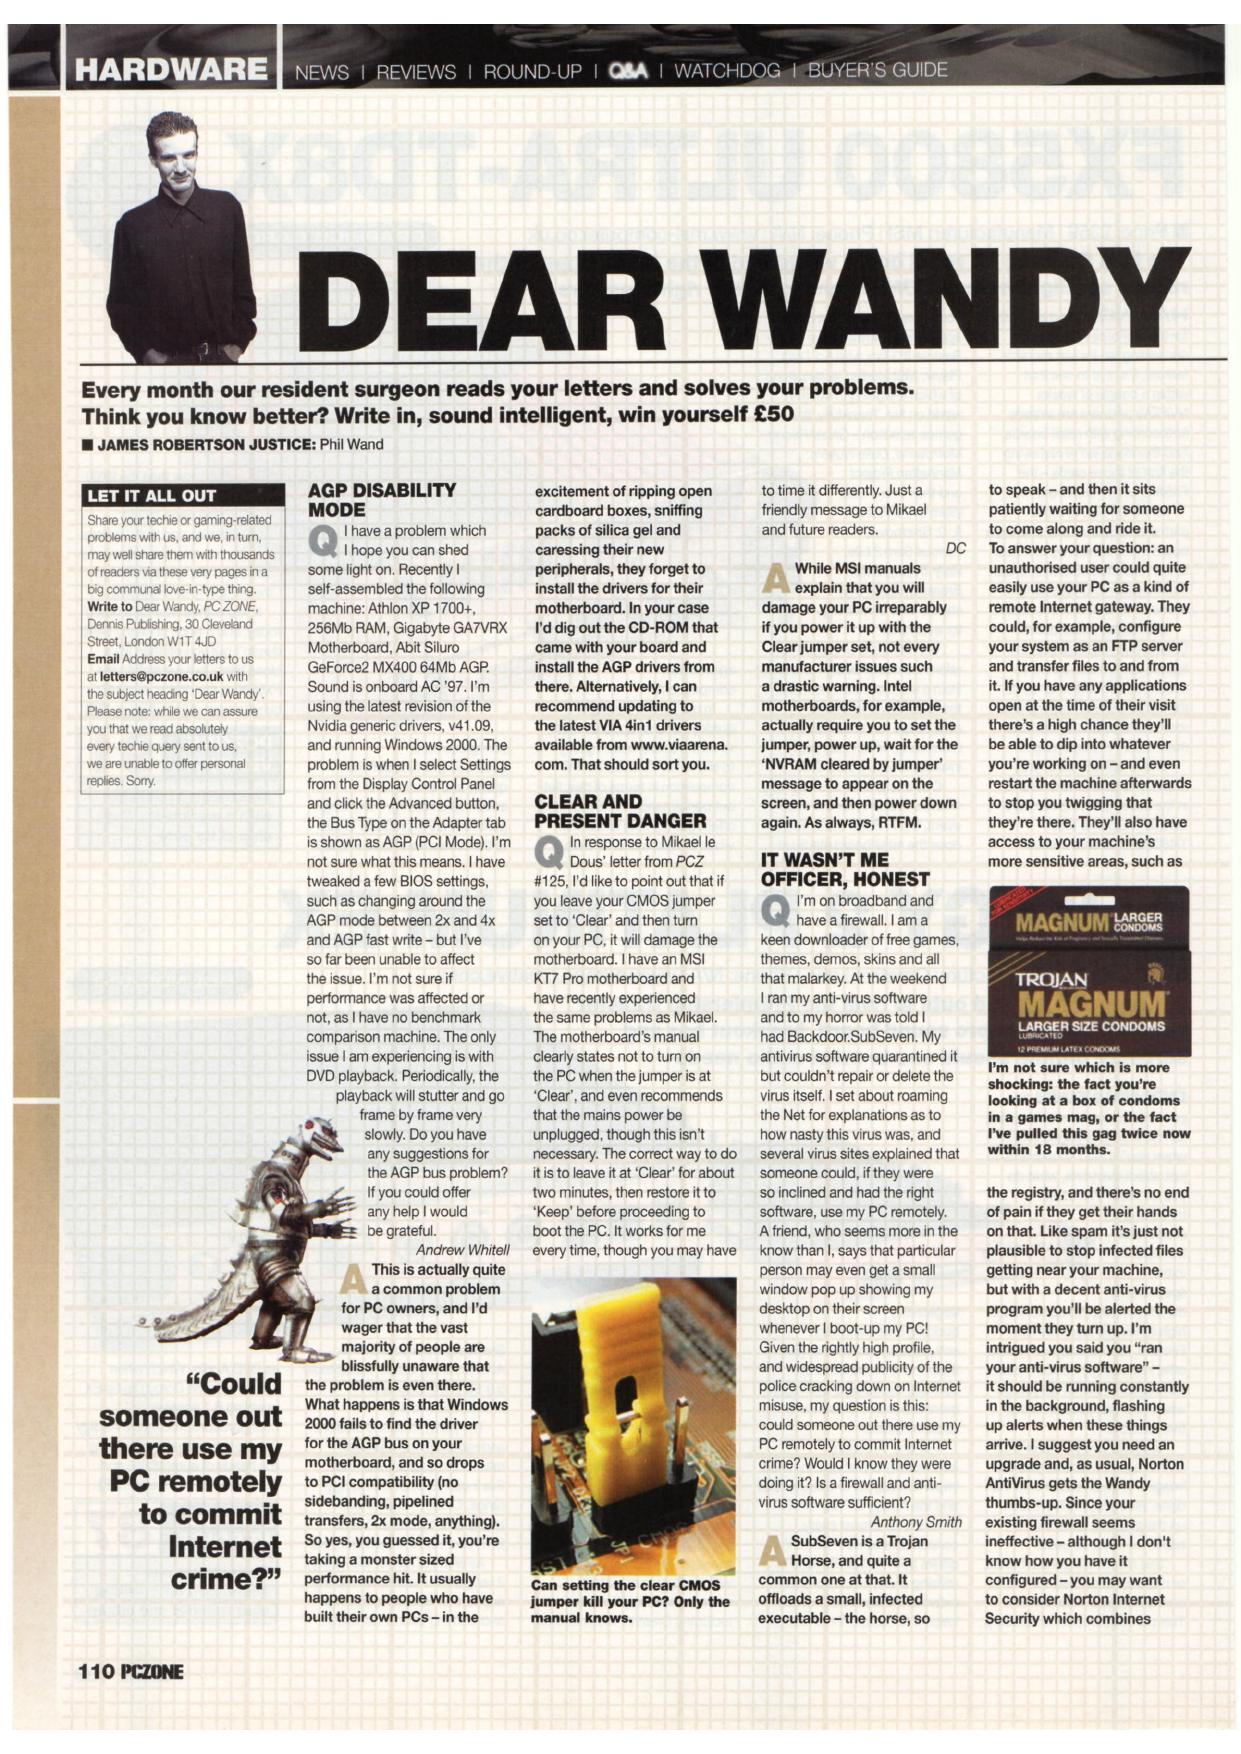 HARDWARE
NEWS | REVIEWS | ROUND-UP | Q&A | WATCHDOG | BUYER'S GUIDE
DEAR WANDY
Every month our resident surgeon reads your letters and solves your problems.
Think you know better? Write in, sound intelligent, win yourself £50
■ JAMES ROBERTSON JUSTICE: Phil Wand
LET IT ALL OUT
Share your techie or gaming-related
problems with us, and we, in turn,
may well share them with thousands
of readers via these very pages in a
big communal love-in-type thing.
Write to Dear Wandy, PC ZONE,
Dennis Publishing, 30 Cleveland
Street, London W1T 4JD
Email Address your letters to us
at letters@pczone.co.uk with
the subject heading 'Dear Wandy'.
Please note: while we can assure
you that we read absolutely
every techie query sent to us,
we are unable to offer personal
replies. Sorry.
AGP DISABILITY
MODE
Q I have a problem which
I hope you can shed
some light on. Recently I
self-assembled the following
machine: Athlon XP 1700+,
256Mb RAM, Gigabyte GA7VRX
Motherboard, Abit Siluro
GeForce2 MX400 64Mb AGP.
Sound is onboard AC '97. I'm
using the latest revision of the
Nvidia generic drivers, v41.09,
and running Windows 2000. The
problem is when I select Settings
from the Display Control Panel
and click the Advanced button,
the Bus Type on the Adapter tab
is shown as AGP (PCI Mode). I'm
not sure what this means. I have
tweaked a few BIOS settings,
such as changing around the
AGP mode between 2x and 4x
and AGP fast write – but I've
so far been unable to affect
the issue. I'm not sure if
performance was affected or
not, as I have no benchmark
comparison machine. The only
issue I am experiencing is with
DVD playback. Periodically, the
playback will stutter and go
frame by frame very
slowly. Do you have
any suggestions for
the AGP bus problem?
If you could offer
any help I would
be grateful.
Andrew Whitell
A This is actually quite
a common problem
for PC owners, and I'd
wager that the vast
majority of people are
blissfully unaware that
the problem is even there.
What happens is that Windows
2000 fails to find the driver
for the AGP bus on your
motherboard, and so drops
to PCI compatibility (no
sidebanding, pipelined
transfers, 2x mode, anything).
So yes, you guessed it, you're
taking a monster sized
performance hit. It usually
happens to people who have
built their own PCs – in the
"Could
someone out
there use my
PC remotely
to commit
Internet
crime?"
excitement of ripping open
cardboard boxes, sniffing
packs of silica gel and
caressing their new
peripherals, they forget to
install the drivers for their
motherboard. In your case
I'd dig out the CD-ROM that
came with your board and
install the AGP drivers from
there. Alternatively, I can
recommend updating to
the latest VIA 4in1 drivers
available from www.viaarena.
com. That should sort you.
CLEAR AND
PRESENT DANGER
Q In response to Mikael le
Dous' letter from PCZ
#125, I'd like to point out that if
you leave your CMOS jumper
set to 'Clear' and then turn
on your PC, it will damage the
motherboard. I have an MSI
KT7 Pro motherboard and
have recently experienced
the same problems as Mikael.
The motherboard's manual
clearly states not to turn on
the PC when the jumper is at
'Clear', and even recommends
that the mains power be
unplugged, though this isn't
necessary. The correct way to do
it is to leave it at 'Clear' for about
two minutes, then restore it to
'Keep' before proceeding to
boot the PC. It works for me
every time, though you may have
JP1 CMOS
Can setting the clear CMOS
jumper kill your PC? Only the
manual knows.
to time it differently. Just a
friendly message to Mikael
and future readers.
DC
A While MSI manuals
explain that you will
damage your PC irreparably
if you power it up with the
Clear jumper set, not every
manufacturer issues such
a drastic warning. Intel
motherboards, for example,
actually require you to set the
jumper, power up, wait for the
'NVRAM cleared by jumper'
message to appear on the
screen, and then power down
again. As always, RTFM.
IT WASN'T ME
OFFICER, HONEST
Q I'm on broadband and
have a firewall. I am a
keen downloader of free games,
themes, demos, skins and all
that malarkey. At the weekend
I ran my anti-virus software
and to my horror was told I
had Backdoor.SubSeven. My
antivirus software quarantined it
but couldn't repair or delete the
virus itself. I set about roaming
the Net for explanations as to
how nasty this virus was, and
several virus sites explained that
someone could, if they were
so inclined and had the right
software, use my PC remotely.
A friend, who seems more in the
know than I, says that particular
person may even get a small
window pop up showing my
desktop on their screen
whenever I boot-up my PC!
Given the rightly high profile,
and widespread publicity of the
police cracking down on Internet
misuse, my question is this:
could someone out there use my
PC remotely to commit Internet
crime? Would I know they were
doing it? Is a firewall and anti-
virus software sufficient?
Anthony Smith
A SubSeven is a Trojan
Horse, and quite a
common one at that. It
offloads a small, infected
executable – the horse, so
to speak – and then it sits
patiently waiting for someone
to come along and ride it.
To answer your question: an
unauthorised user could quite
easily use your PC as a kind of
remote Internet gateway. They
could, for example, configure
your system as an FTP server
and transfer files to and from
it. If you have any applications
open at the time of their visit
there's a high chance they'll
be able to dip into whatever
you're working on – and even
restart the machine afterwards
to stop you twigging that
they're there. They'll also have
access to your machine's
more sensitive areas, such as
MAGNUM LARGER CONDOMS
TROJAN
MAGNUM
LARGER SIZE CONDOMS
LUBRICATED
12 PREMIUM LATEX CONDOMS
I'm not sure which is more
shocking: the fact you're
looking at a box of condoms
in a games mag, or the fact
I've pulled this gag twice now
within 18 months.
the registry, and there's no end
of pain if they get their hands
on that. Like spam it's just not
plausible to stop infected files
getting near your machine,
but with a decent anti-virus
program you'll be alerted the
moment they turn up. I'm
intrigued you said you "ran
your anti-virus software" –
it should be running constantly
in the background, flashing
up alerts when these things
arrive. I suggest you need an
upgrade and, as usual, Norton
AntiVirus gets the Wandy
thumbs-up. Since your
existing firewall seems
ineffective – although I don't
know how you have it
configured – you may want
to consider Norton Internet
Security which combines
110 PCZONE